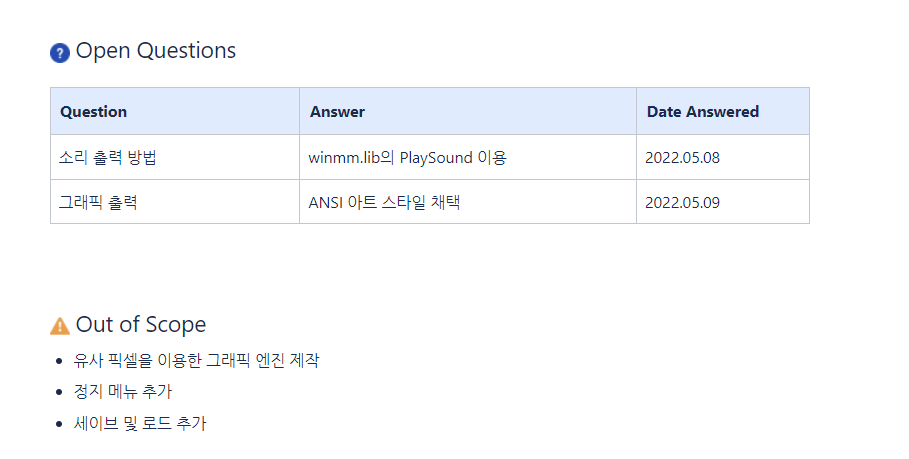 Open Questions
Question Answer Date Answered
소리 출력 방법 winmm.lib의 PlaySound 이용 2022.05.08
그래픽 출력 ANSI 아트 스타일 채택 2022.05.09
Out of Scope
유사 픽셀을 이용한 그래픽 엔진 제작
정지 메뉴 추가
세이브 및 로드 추가